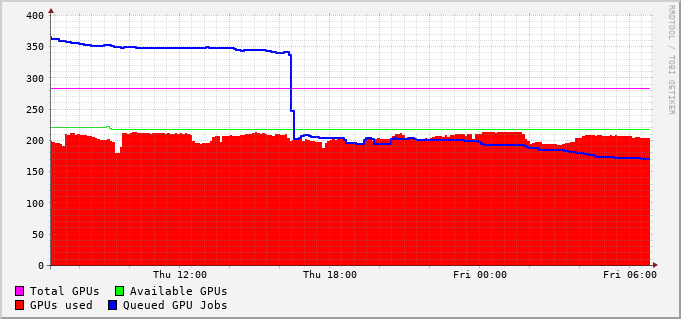 400
350
300
250
200
150
100
50
0
Thu 12:00 Thu 18:00 Fri 00:00 Fri 06:00
Total GPUs Available GPUs
GPUs used Queued GPU Jobs
RRDTOOL / TOBI OETIKER